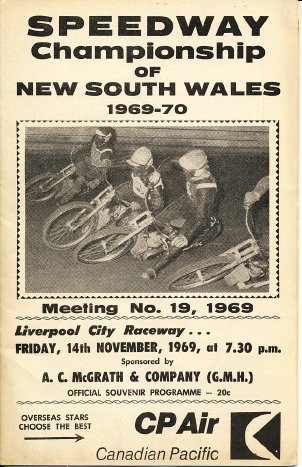 SPEEDWAY
Championship
OF
NEW SOUTH WALES
1969-70
Meeting No. 19, 1969
Liverpool City Raceway . . .
FRIDAY, 14th NOVEMBER, 1969, at 7.30 p.m.
Sponsored by
A. C. McGRATH & COMPANY (G.M.H.)
OFFICIAL SOUVENIR PROGRAMME – 20c
OVERSEAS STARS
CHOOSE THE BEST
CP Air
Canadian Pacific